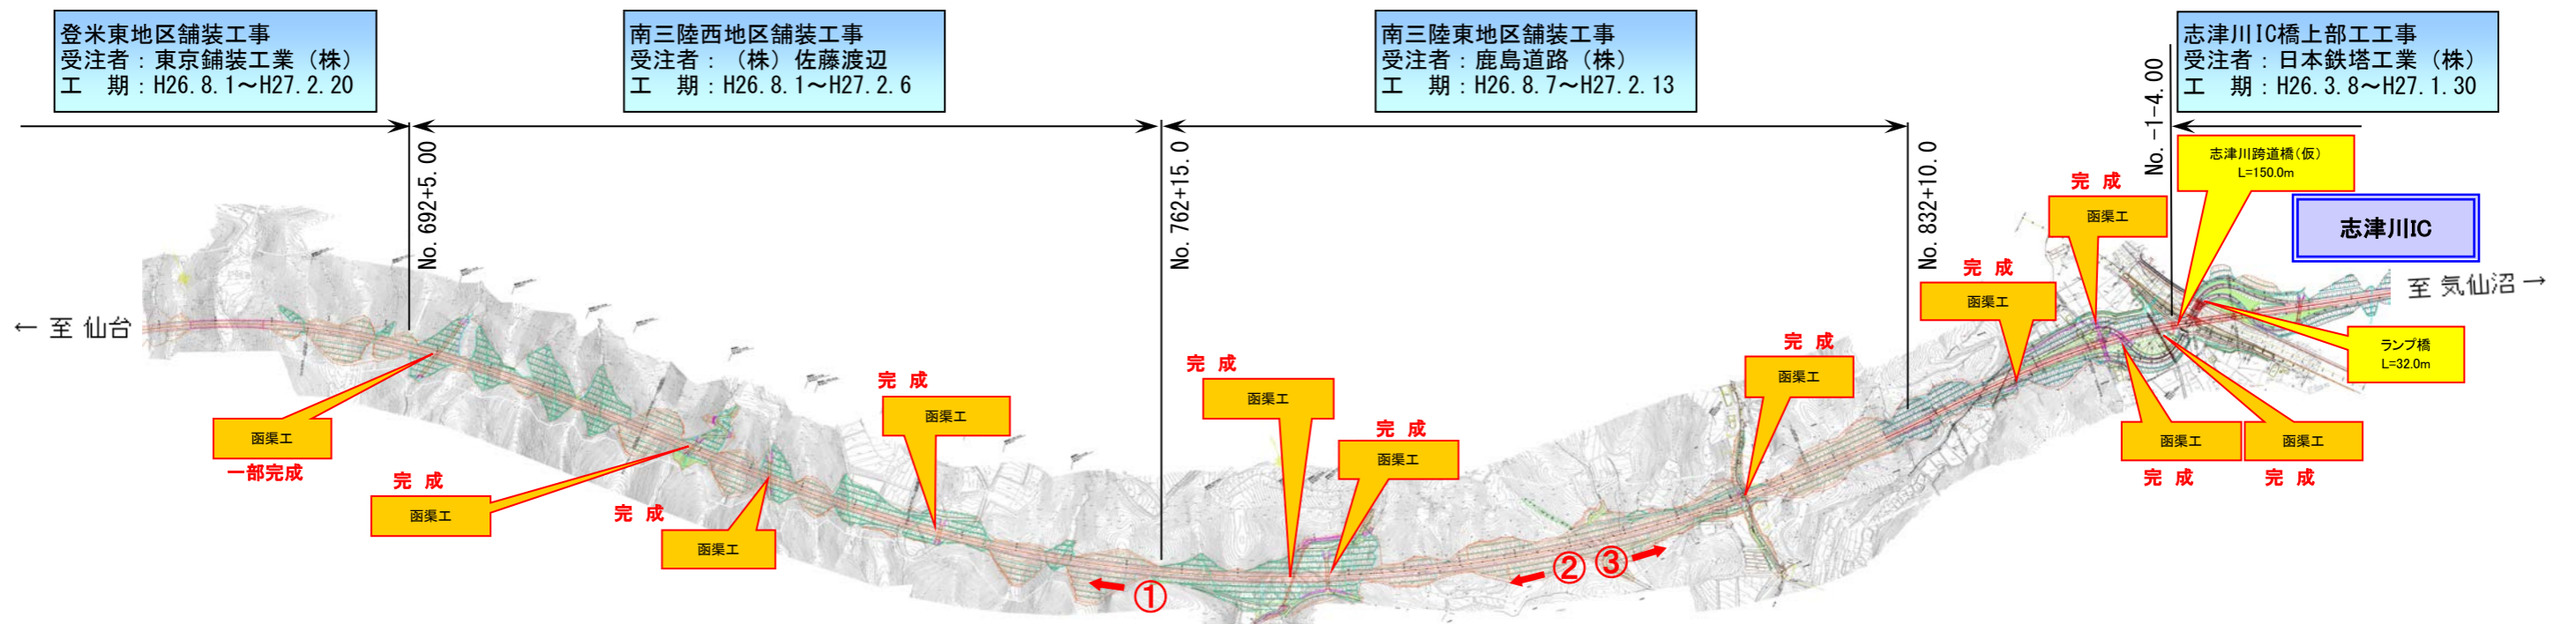 登米東地区舗装工事
受注者：東京鋪装工業（株）
工　期：H26.8.1～H27.2.20
南三陸西地区舗装工事
受注者：（株）佐藤渡辺
工　期：H26.8.1～H27.2.6
南三陸東地区舗装工事
受注者：鹿島道路（株）
工　期：H26.8.7～H27.2.13
志津川IC橋上部工工事
受注者：日本鉄塔工業（株）
工　期：H26.3.8～H27.1.30
No. 692+5.00
No. 762+15.0
No. 832+10.0
No. -1-4.00
志津川跨道橋(仮)
L=150.0m
志津川IC
至 気仙沼 →
ランプ橋
L=32.0m
← 至 仙台
函渠工
一部完成
完 成
函渠工
完 成
函渠工
完 成
函渠工
完 成
函渠工
完 成
函渠工
完 成
函渠工
完 成
函渠工
完 成
函渠工
函渠工
完 成
函渠工
完 成
①
②
③